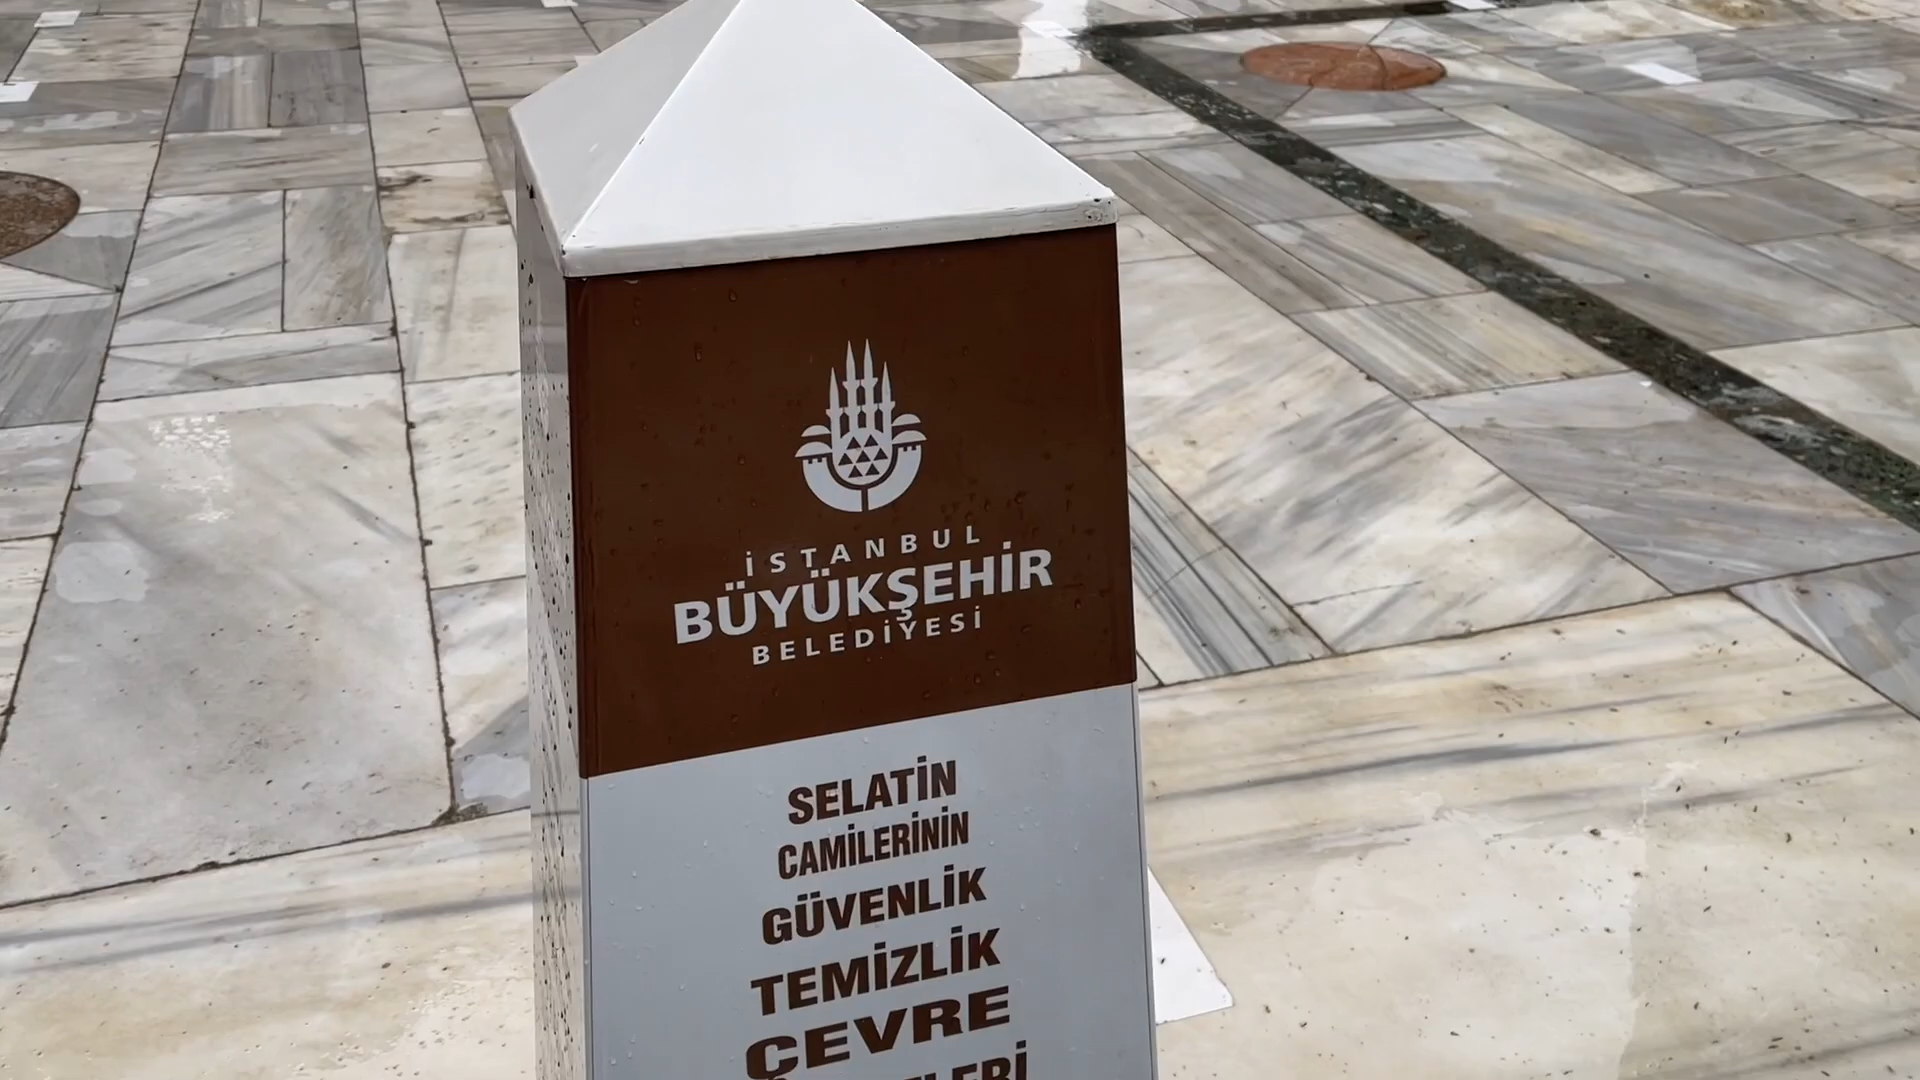 İSTANBUL
BÜYÜKŞEHİR
BELEDİYESİ
SELATİN
CAMİLERİNİN
GÜVENLİK
TEMİZLİK
ÇEVRE